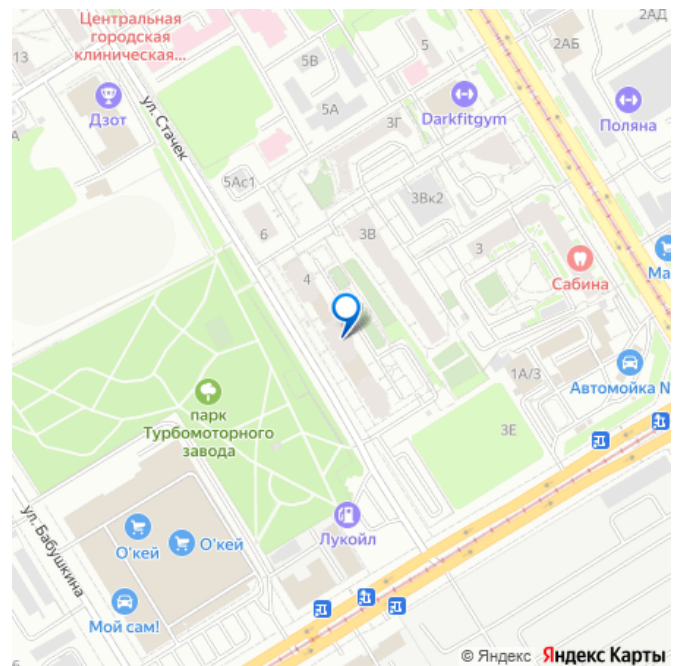 Центральная
городская
клиническая...
13
Дзот
ул. Стачек
5В
5
5А
3Г
2АБ
2АД
Darkfitgym
Поляна
5Ас1
6
3Вк2
3В
3
4
Сабина
Ма
1А/3
Автомойка N
парк
Турбомоторного
завода
3Е
О'кей
О'кей
Лукойл
ул. Бабушкина
Мой сам!
6
© Яндекс Яндекс Карты